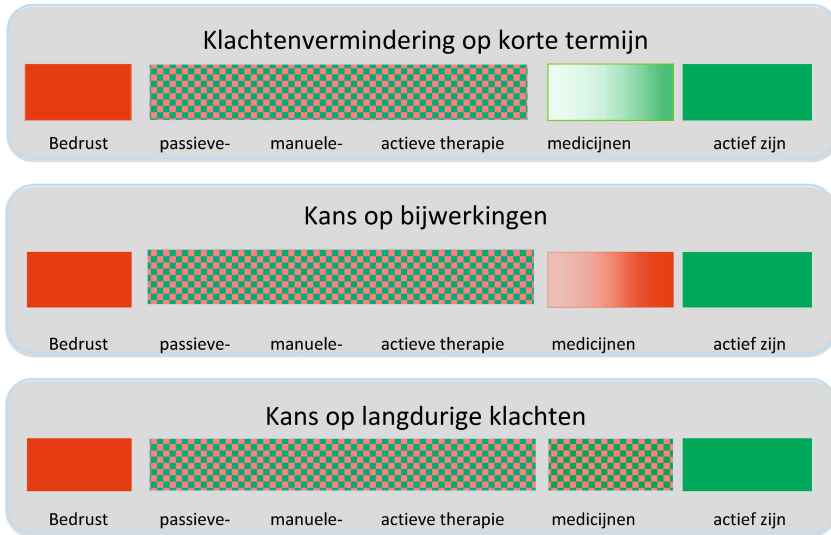 Klachtenvermindering op korte termijn
Bedrust passieve- manuele- actieve therapie medicijnen actief zijn
Kans op bijwerkingen
Bedrust passieve- manuele- actieve therapie medicijnen actief zijn
Kans op langdurige klachten
Bedrust passieve- manuele- actieve therapie medicijnen actief zijn